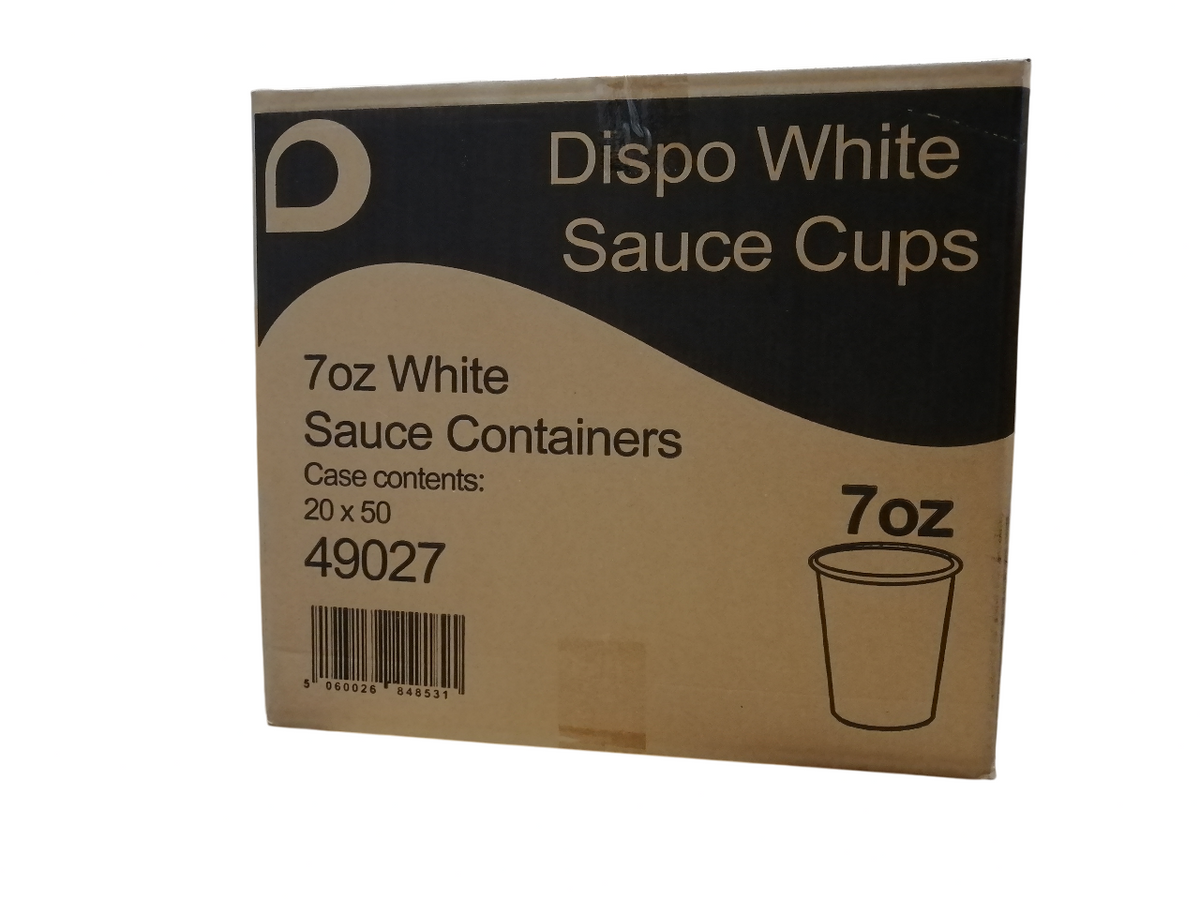 Dispo White
Sauce Cups
7oz White
Sauce Containers
Case contents:
20 x 50
49027
7oz
5 060026 848531